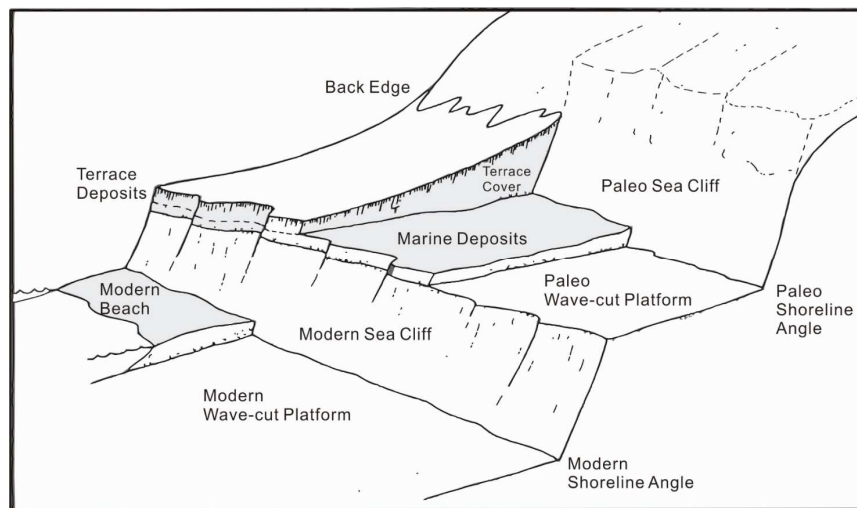 Back Edge
Terrace
Deposits
Terrace
Cover
Paleo Sea Cliff
Marine Deposits
Modern
Beach
Paleo
Wave-cut Platform
Paleo
Shoreline
Angle
Modern Sea Cliff
Modern
Wave-cut Platform
Modern
Shoreline Angle